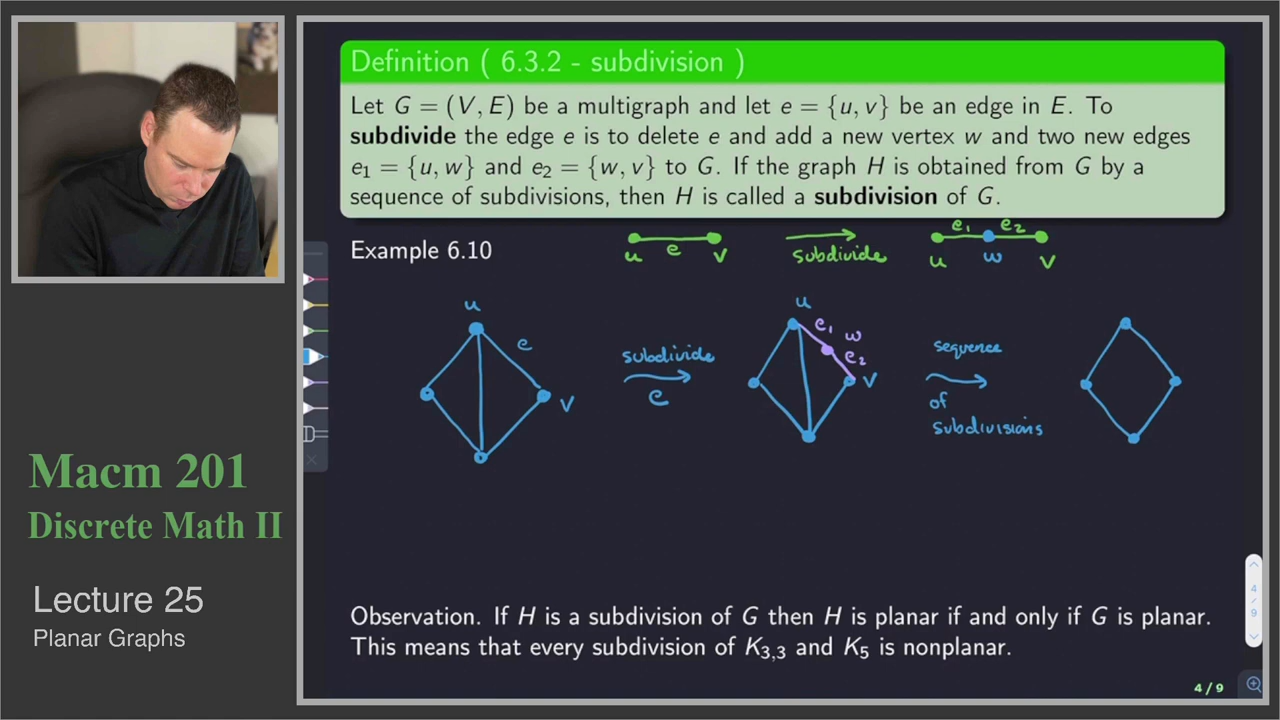 Definition ( 6.3.2 - subdivision )
Let G = (V, E) be a multigraph and let e = {u, v} be an edge in E. To
subdivide the edge e is to delete e and add a new vertex w and two new edges
e₁ = {u, w} and e₂ = {w, v} to G. If the graph H is obtained from G by a
sequence of subdivisions, then H is called a subdivision of G.
Example 6.10
u e v
subdivide
e₁ e₂
u w v
u
e
v
subdivide
e
u
e₁ w
e₂
v
sequence
of
subdivisions
Observation. If H is a subdivision of G then H is planar if and only if G is planar.
This means that every subdivision of K₃,₃ and K₅ is nonplanar.
4 / 9
4
/
9
Macm 201
Discrete Math II
Lecture 25
Planar Graphs